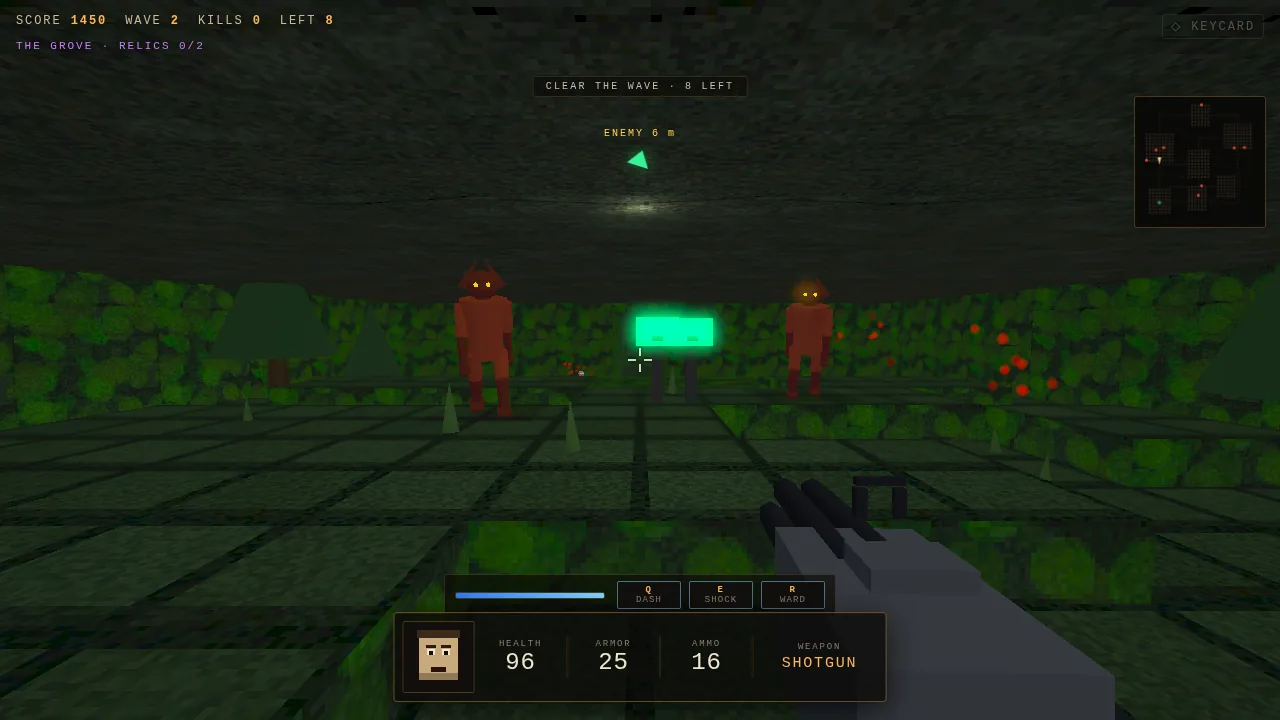 SCORE 1450 WAVE 2 KILLS 0 LEFT 8
◇ KEYCARD
THE GROVE · RELICS 0/2
CLEAR THE WAVE · 8 LEFT
ENEMY 6 m
Q
DASH
E
SHOCK
R
WARD
HEALTH
96
ARMOR
25
AMMO
16
WEAPON
SHOTGUN